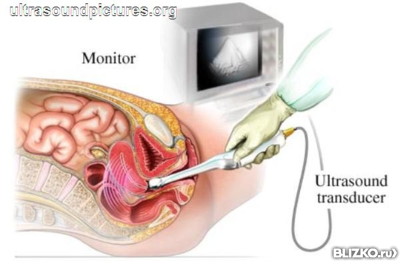 ultrasoundpictures.org
Monitor
Ultrasound
transducer
BLIZKO.ru